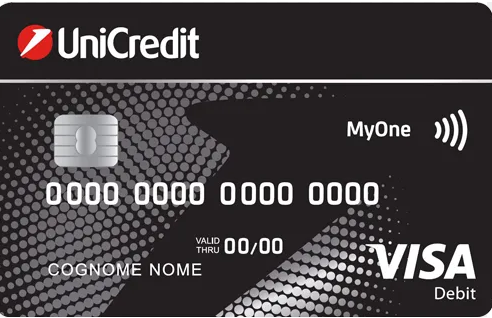 UniCredit
MyOne
0000 0000 0000 0000
VALID THRU 00/00
COGNOME NOME
VISA
Debit